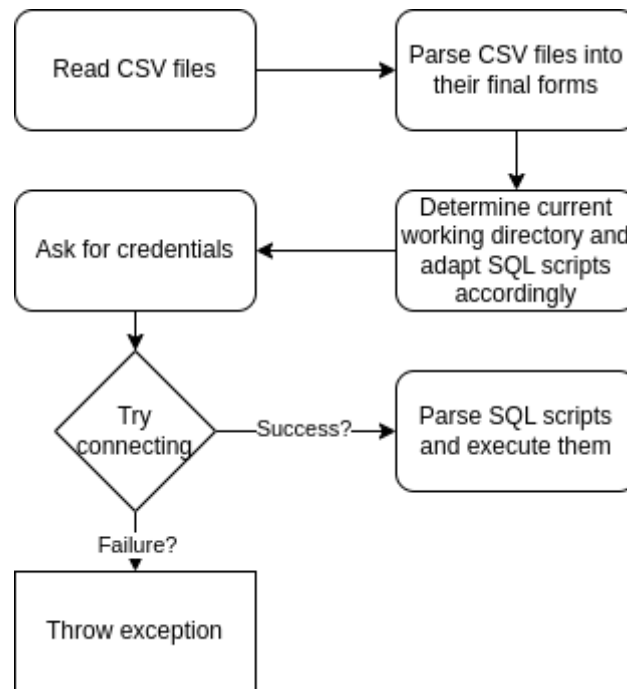 Read CSV files
Parse CSV files into
their final forms
Determine current
working directory and
adapt SQL scripts
accordingly
Ask for credentials
Try
connecting
Success?
Parse SQL scripts
and execute them
Failure?
Throw exception